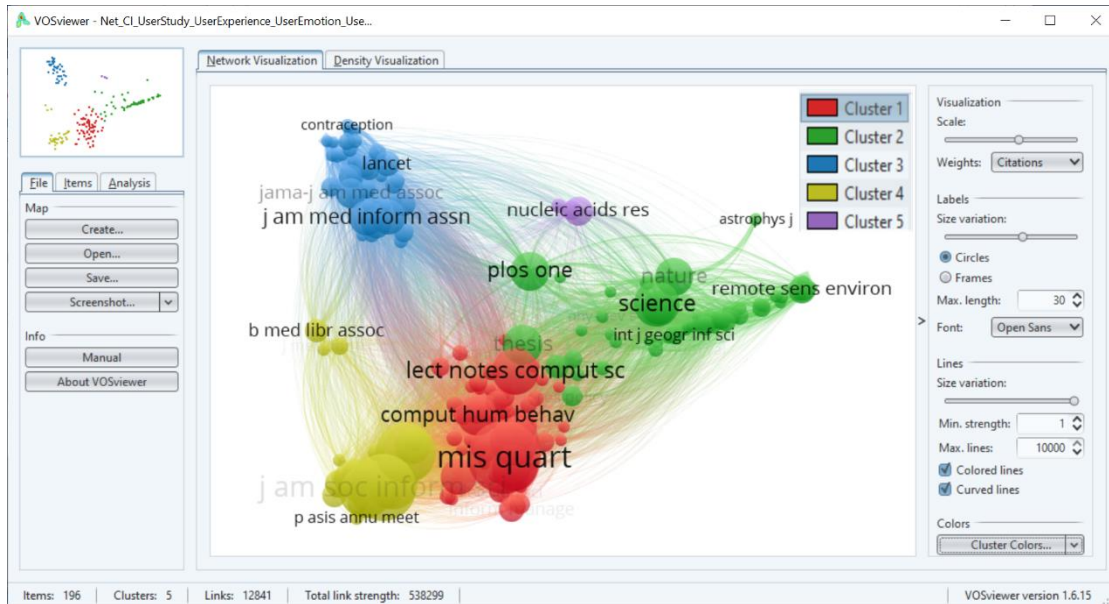 VOSviewer - Net_CI_UserStudy_UserExperience_UserEmotion_Use...
Network Visualization
Density Visualization
File
Items
Analysis
Map
Create...
Open...
Save...
Screenshot...
Info
Manual
About VOSviewer
contraception
lancet
jama-j am med assoc
j am med inform assn
nucleic acids res
astrophys j
plos one
nature
science
remote sens environ
int j geogr inf sci
b med libr assoc
thesis
lect notes comput sc
comput hum behav
mis quart
j am soc inform
p asis annu meet
Cluster 1
Cluster 2
Cluster 3
Cluster 4
Cluster 5
Visualization
Scale:
Weights: Citations
Labels
Size variation:
Circles
Frames
Max. length: 30
Font: Open Sans
Lines
Size variation:
Min. strength: 1
Max. lines: 10000
Colored lines
Curved lines
Colors
Cluster Colors...
Items: 196
Clusters: 5
Links: 12841
Total link strength: 538299
VOSviewer version 1.6.15